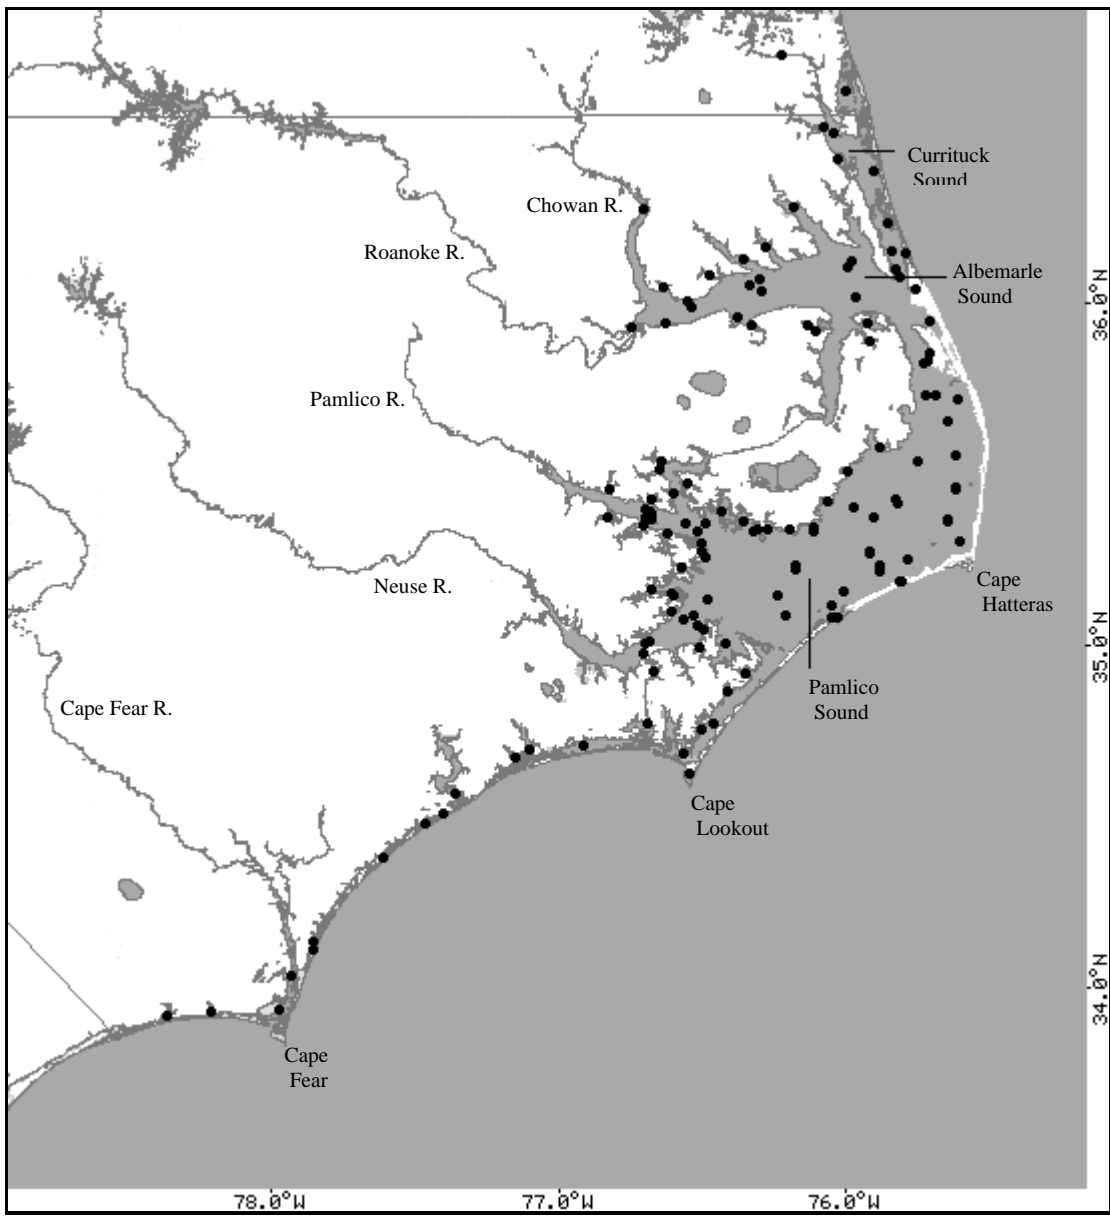 Currituck
Sound
Chowan R.
Roanoke R.
Albemarle
Sound
36.0°N
Pamlico R.
Neuse R.
Cape
Hatteras
35.0°N
Pamlico
Sound
Cape Fear R.
Cape
Lookout
34.0°N
Cape
Fear
78.0°W
77.0°W
76.0°W